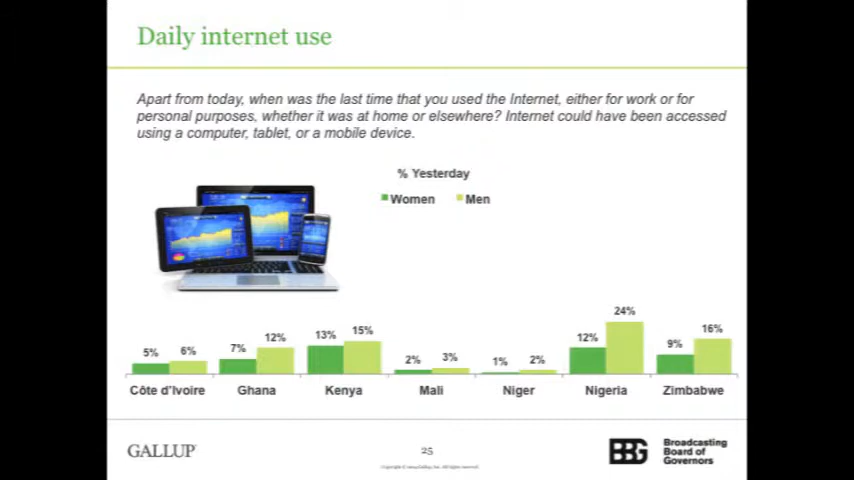 Daily internet use
Apart from today, when was the last time that you used the Internet, either for work or for
personal purposes, whether it was at home or elsewhere? Internet could have been accessed
using a computer, tablet, or a mobile device.
% Yesterday
Women Men
5% 6% 7% 12% 13% 15% 2% 3% 1% 2% 12% 24% 9% 16%
Côte d'Ivoire Ghana Kenya Mali Niger Nigeria Zimbabwe
GALLUP
25
BBG
Broadcasting
Board of
Governors